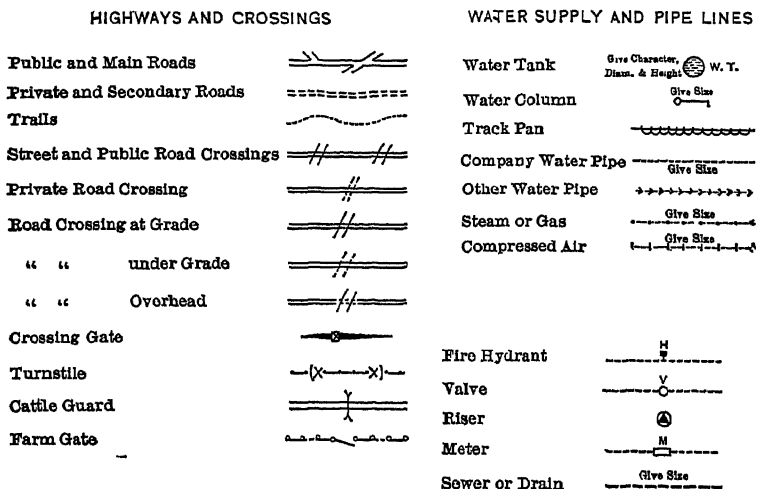 HIGHWAYS AND CROSSINGS
Public and Main Roads
Private and Secondary Roads
Trails
Street and Public Road Crossings
Private Road Crossing
Road Crossing at Grade
“ “ under Grade
“ “ Overhead
Crossing Gate
Turnstile
Cattle Guard
Farm Gate
WATER SUPPLY AND PIPE LINES
Water Tank Give Character, Diam. & Height W. T.
Water Column Give Size
Track Pan
Company Water Pipe Give Size
Other Water Pipe
Steam or Gas Give Size
Compressed Air Give Size
Fire Hydrant H
Valve V
Riser
Meter M
Sewer or Drain Give Size